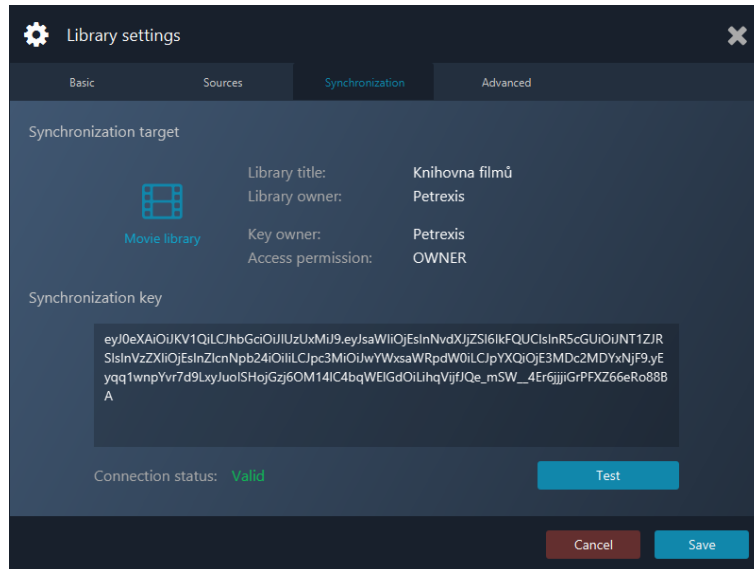 Library settings
Basic
Sources
Synchronization
Advanced
Synchronization target
Movie library
Library title: Knihovna filmů
Library owner: Petrexis
Key owner: Petrexis
Access permission: OWNER
Synchronization key
eyJ0eXAiOiJKV1QiLCJhbGciOiJIUzUxMiJ9.eyJsaWIiOjEsInNvdXJjZSI6IkFQUCIsInR5cGUiOiJNT1ZJR
SIsInVzZXIiOjEsInZlcnNpb24iOiIiLCJpc3MiOiJwYWxsaWRpdW0iLCJpYXQiOjE3MDc2MDYxNjF9.yE
yqq1wnpYvr7d9LxyJuoISHojGzj6OM14lC4bqWElGdOiLihqVijfJQe_mSW__4Er6jjjiGrPFXZ66eRo88B
A
Connection status: Valid
Test
Cancel
Save